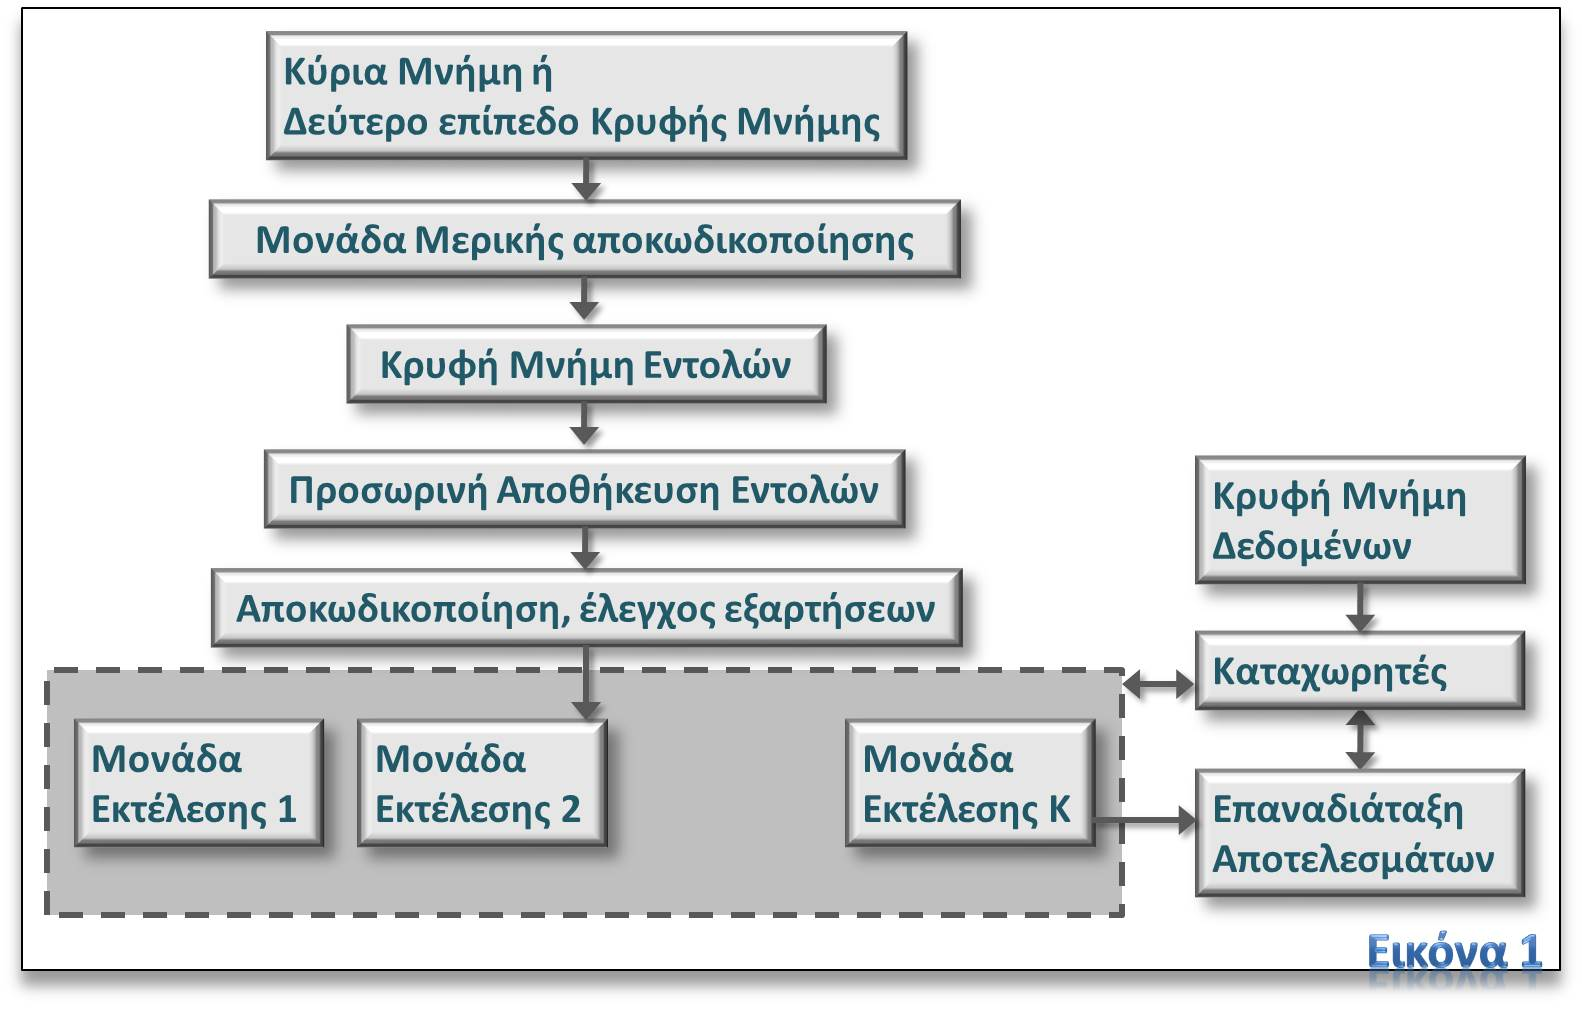 Κύρια Μνήμη ή
Δεύτερο επίπεδο Κρυφής Μνήμης
Μονάδα Μερικής αποκωδικοποίησης
Κρυφή Μνήμη Εντολών
Προσωρινή Αποθήκευση Εντολών
Αποκωδικοποίηση, έλεγχος εξαρτήσεων
Κρυφή Μνήμη
Δεδομένων
Καταχωρητές
Μονάδα
Εκτέλεσης 1
Μονάδα
Εκτέλεσης 2
Μονάδα
Εκτέλεσης Κ
Επαναδιάταξη
Αποτελεσμάτων
Εικόνα 1